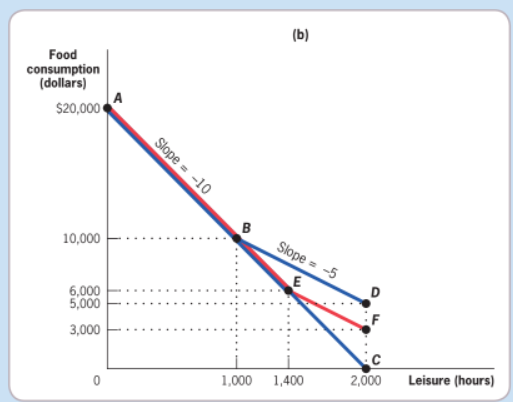 (b)
Food
consumption
(dollars)
$20,000
A
Slope = –10
B
10,000
Slope = –5
E
D
6,000
5,000
F
3,000
C
0
1,000
1,400
2,000
Leisure (hours)